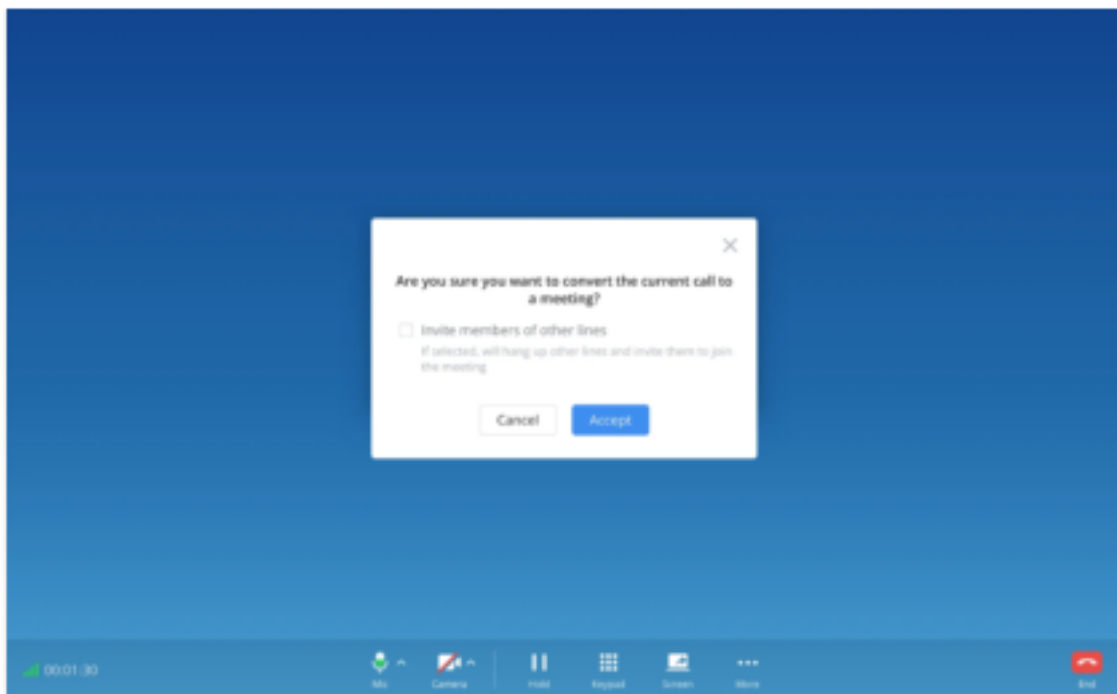 Are you sure you want to convert the current call to
a meeting?
Invite members of other lines
If selected, will hang up other lines and invite them to join
the meeting
Cancel
Accept
00:01:30
Mic
Camera
Hold
Keypad
Screen
More
End